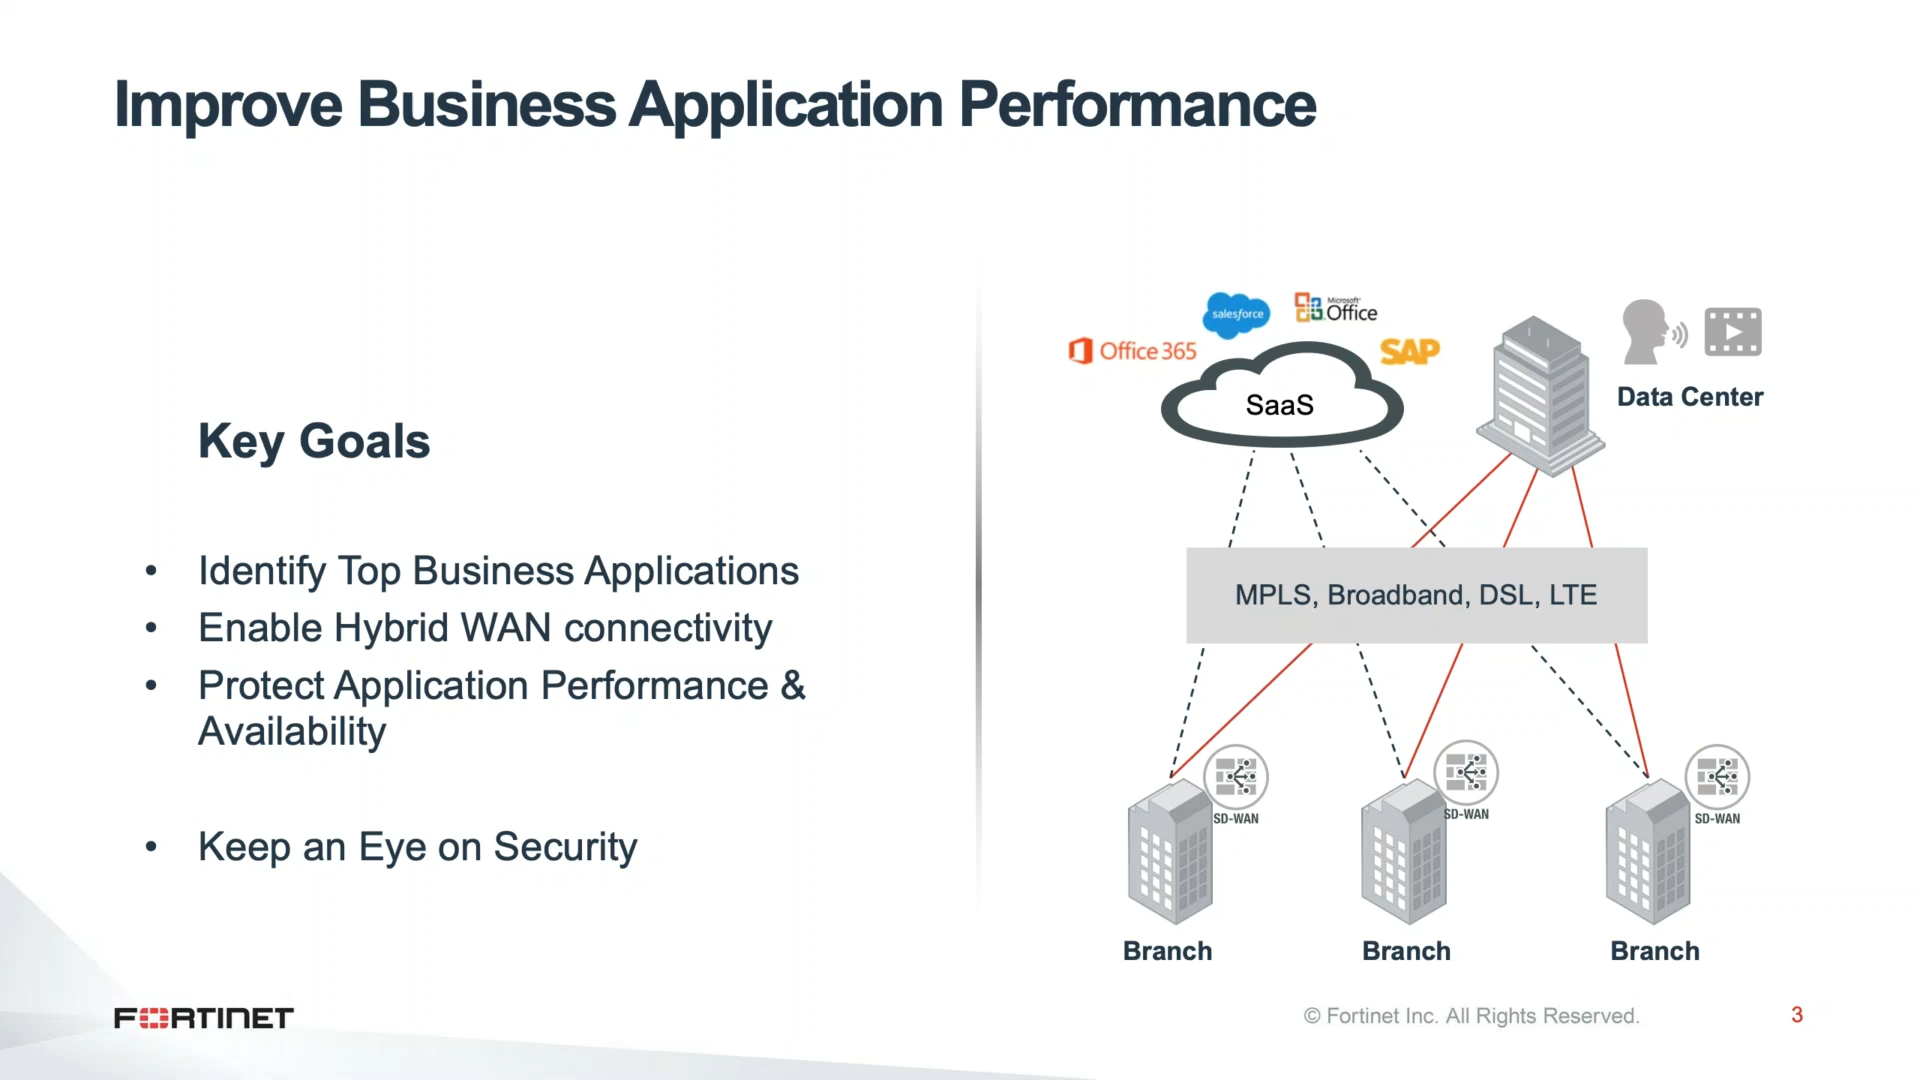 Improve Business Application Performance
Key Goals
• Identify Top Business Applications
• Enable Hybrid WAN connectivity
• Protect Application Performance &
Availability
• Keep an Eye on Security
salesforce
Microsoft
Office
Office 365
SAP
SaaS
Data Center
MPLS, Broadband, DSL, LTE
SD-WAN
SD-WAN
SD-WAN
Branch
Branch
Branch
FORTINET
© Fortinet Inc. All Rights Reserved.
3